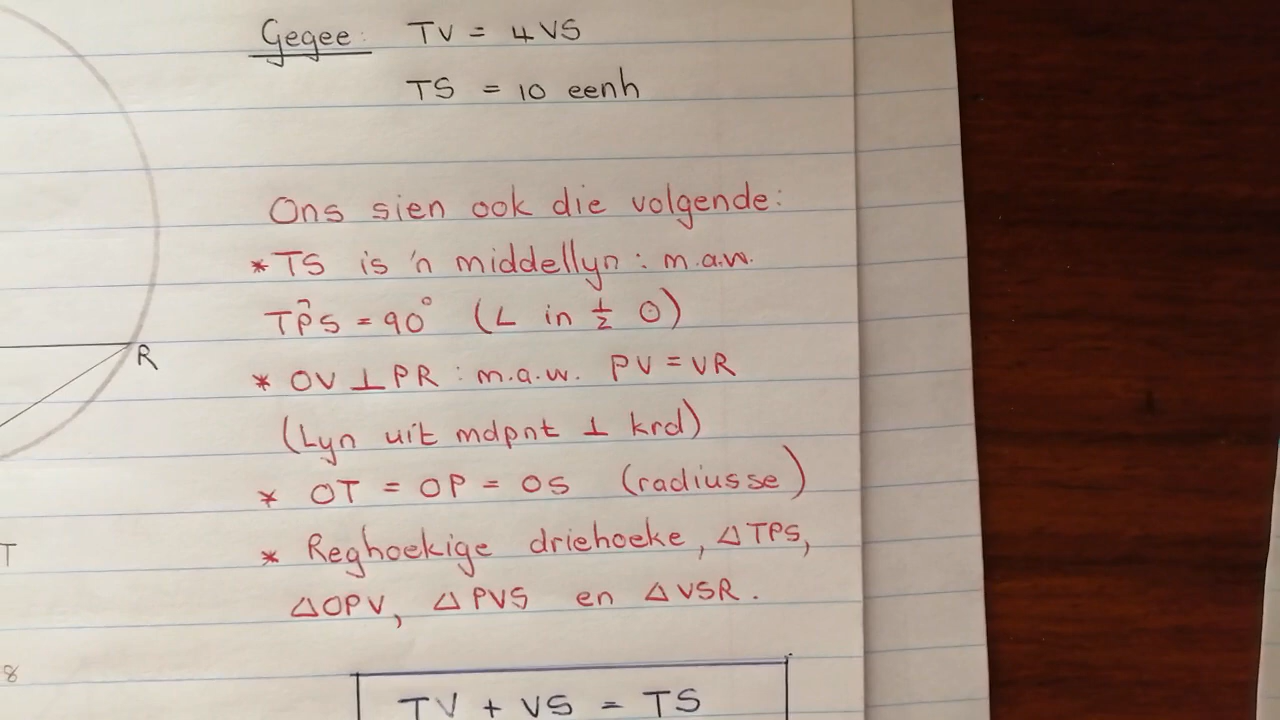 Gegee: TV = 4VS
TS = 10 eenh
Ons sien ook die volgende:
* TS is 'n middellyn : m.a.w.
TP̂S = 90° (L in ½ ⊙)
R
* OV ⊥ PR : m.a.w. PV = VR
(Lyn uit mdpnt ⊥ krd)
* OT = OP = OS (radiusse)
T
* Reghoekige driehoeke, △TPS,
△OPV, △PVS en △VSR.
8
TV + VS = TS